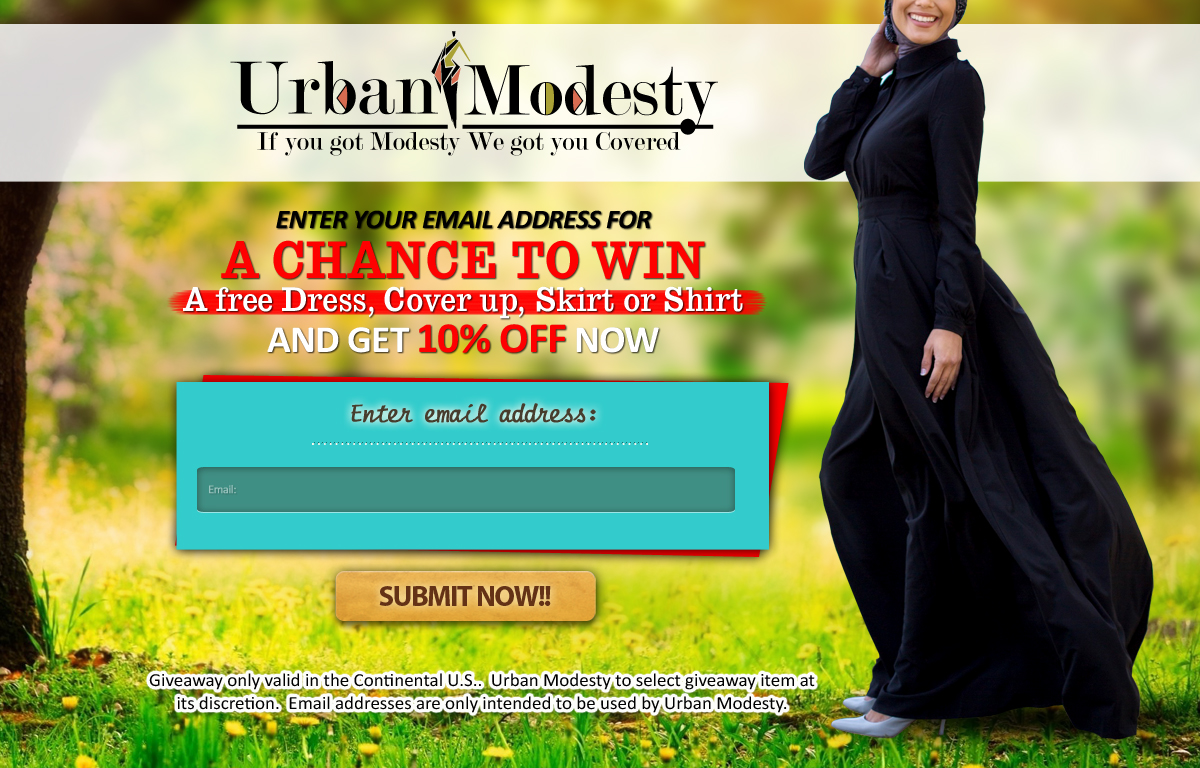 Urban Modesty
If you got Modesty We got you Covered
ENTER YOUR EMAIL ADDRESS FOR
A CHANCE TO WIN
A free Dress, Cover up, Skirt or Shirt
AND GET 10% OFF NOW
Enter email address:
Email:
SUBMIT NOW!!
Giveaway only valid in the Continental U.S..  Urban Modesty to select giveaway item at
its discretion.  Email addresses are only intended to be used by Urban Modesty.